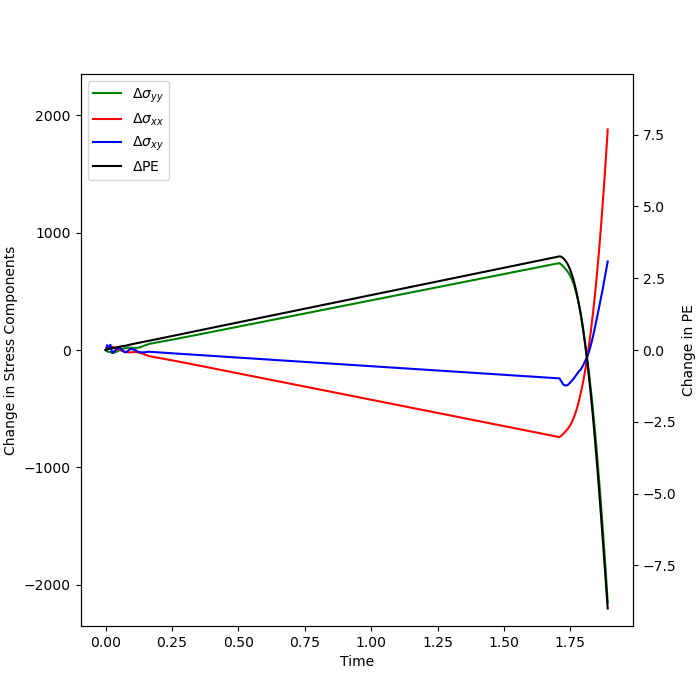 Δσyy
Δσxx
Δσxy
ΔPE
2000
1000
0
−1000
−2000
Change in Stress Components
7.5
5.0
2.5
0.0
−2.5
−5.0
−7.5
Change in PE
0.00 0.25 0.50 0.75 1.00 1.25 1.50 1.75
Time